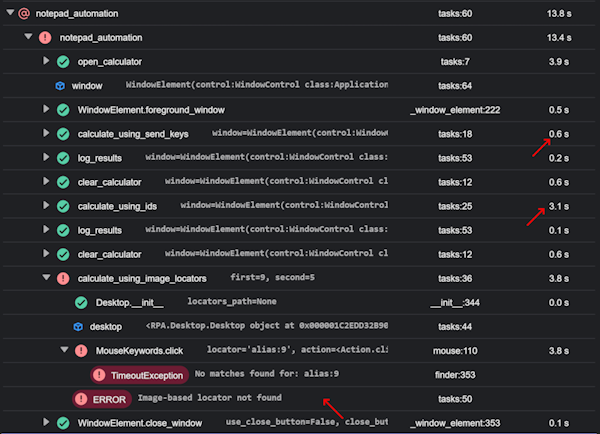 notepad_automation tasks:60 13.8 s
notepad_automation tasks:60 13.4 s
open_calculator tasks:7 3.9 s
window WindowElement(control:WindowControl class:Application tasks:64
WindowElement.foreground_window _window_element:222 0.5 s
calculate_using_send_keys window=WindowElement(control:Window tasks:18 0.6 s
log_results window=WindowElement(control:WindowControl class: tasks:53 0.2 s
clear_calculator window=WindowElement(control:WindowControl cl tasks:12 0.6 s
calculate_using_ids window=WindowElement(control:WindowControl tasks:25 3.1 s
log_results window=WindowElement(control:WindowControl class: tasks:53 0.1 s
clear_calculator window=WindowElement(control:WindowControl cl tasks:12 0.6 s
calculate_using_image_locators first=9, second=5 tasks:36 3.8 s
Desktop.__init__ locators_path=None __init__:344 0.0 s
desktop <RPA.Desktop.Desktop object at 0x000001C2EDD32B90 tasks:44
MouseKeywords.click locator='alias:9', action=<Action.cli mouse:110 3.8 s
TimeoutException No matches found for: alias:9 finder:353
ERROR Image-based locator not found tasks:50
WindowElement.close_window use_close_button=False, close_but _window_element:353 0.1 s